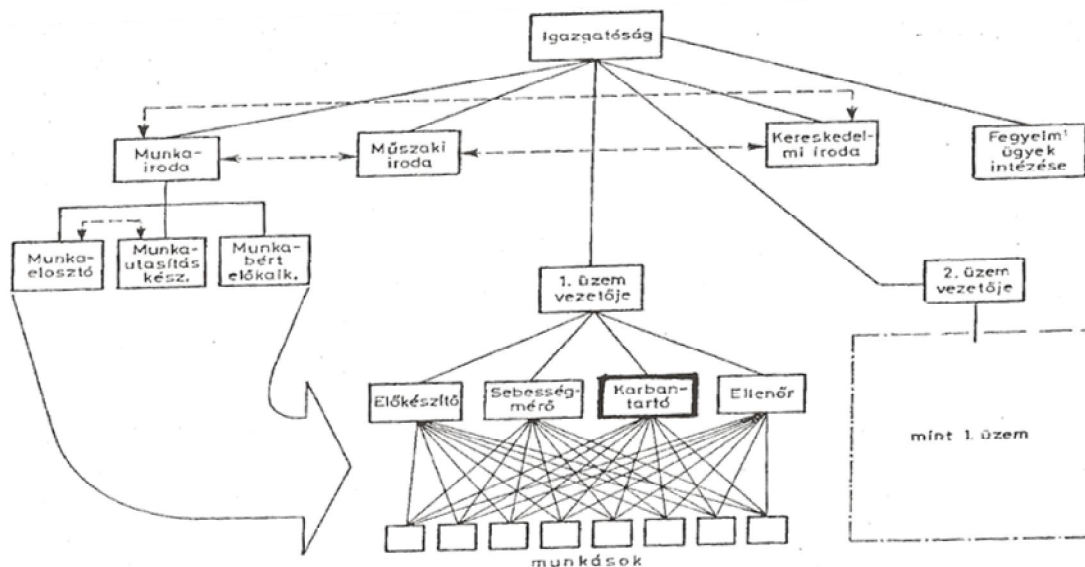 Igazgatóság
Munka-
iroda
Műszaki
iroda
Kereskedel-
mi iroda
Fegyelmi
ügyek
intézése
Munka-
elosztó
Munka-
utasítás
kész.
Munka-
bért
előkalk.
1. üzem
vezetője
2. üzem
vezetője
Előkészítő
Sebesség-
mérő
Karban-
tartó
Ellenőr
mint 1. üzem
munkások